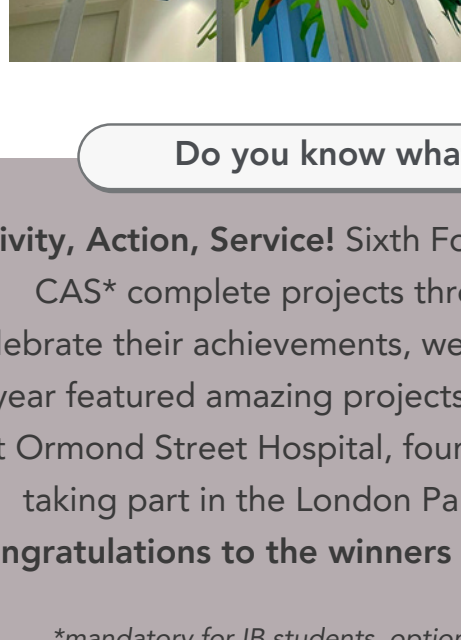 Do you know wha
ivity, Action, Service! Sixth Fo
CAS* complete projects thr
lebrate their achievements, we
year featured amazing projects
t Ormond Street Hospital, four
taking part in the London Pa
ngratulations to the winners
*mandatory for IB students, option